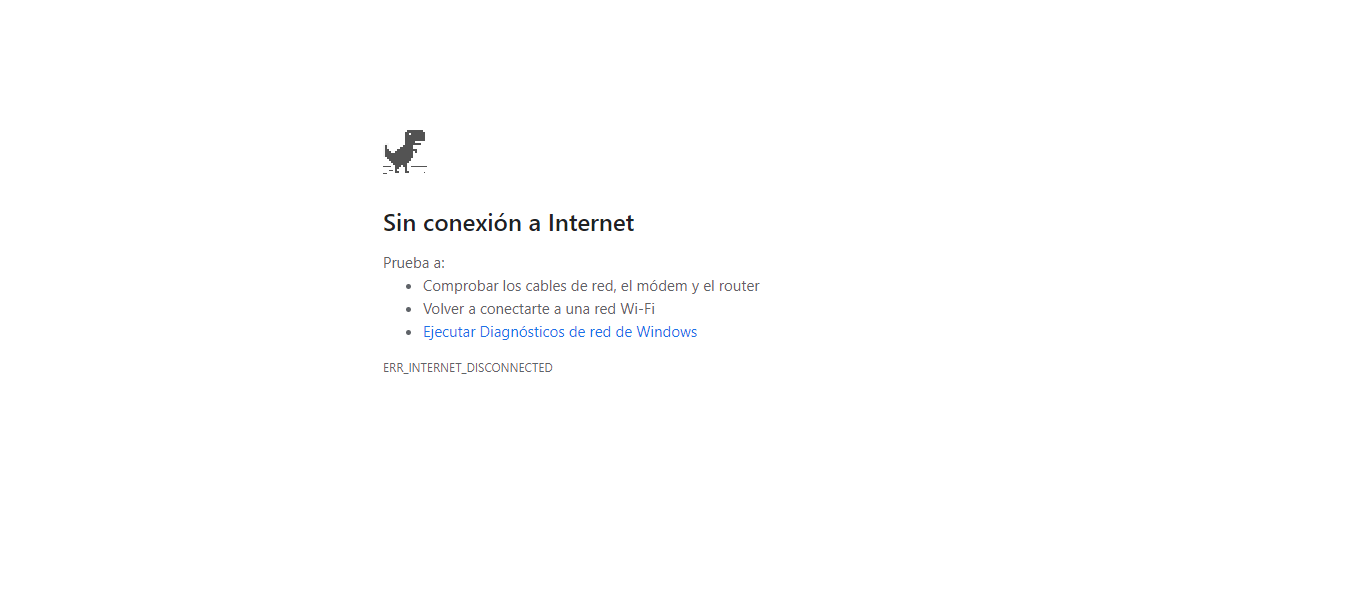 Sin conexión a Internet
Prueba a:
Comprobar los cables de red, el módem y el router
Volver a conectarte a una red Wi-Fi
Ejecutar Diagnósticos de red de Windows
ERR_INTERNET_DISCONNECTED